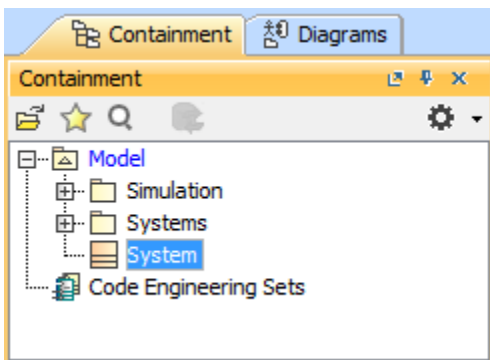 Containment Diagrams
Containment
Model
Simulation
Systems
System
Code Engineering Sets